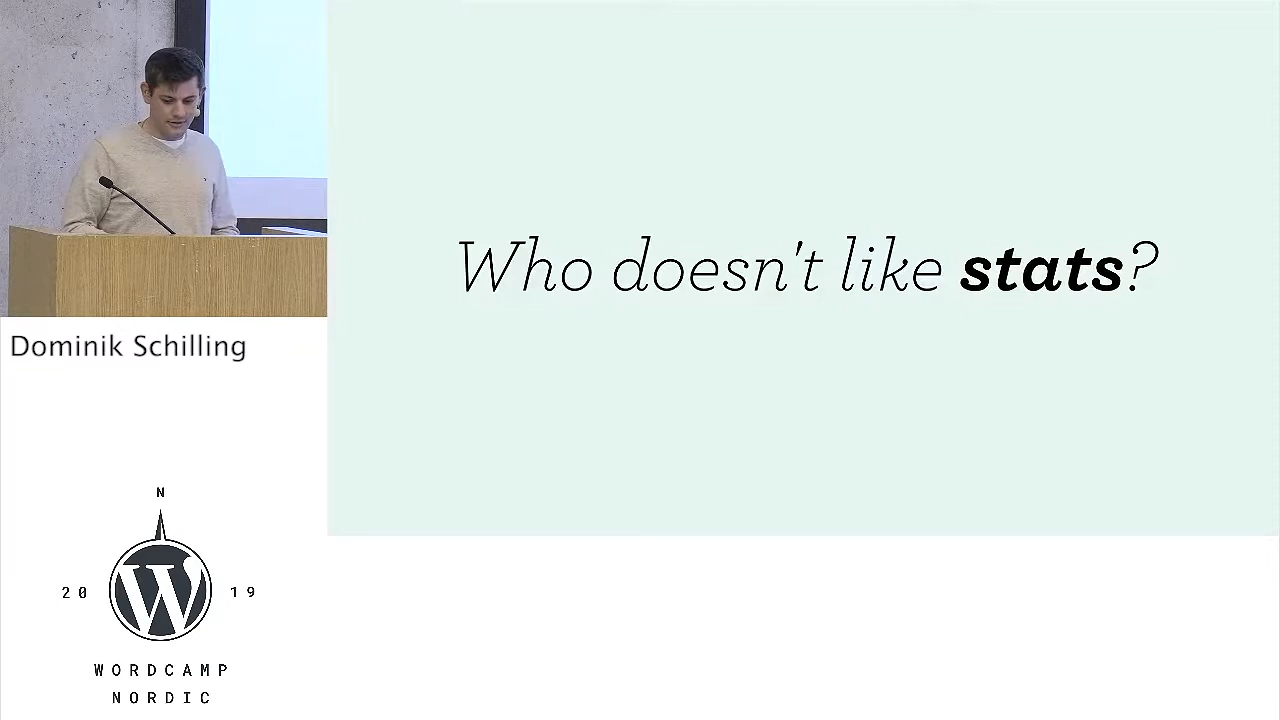 Who doesn't like stats?
Dominik Schilling
N
20 19
WORDCAMP
NORDIC